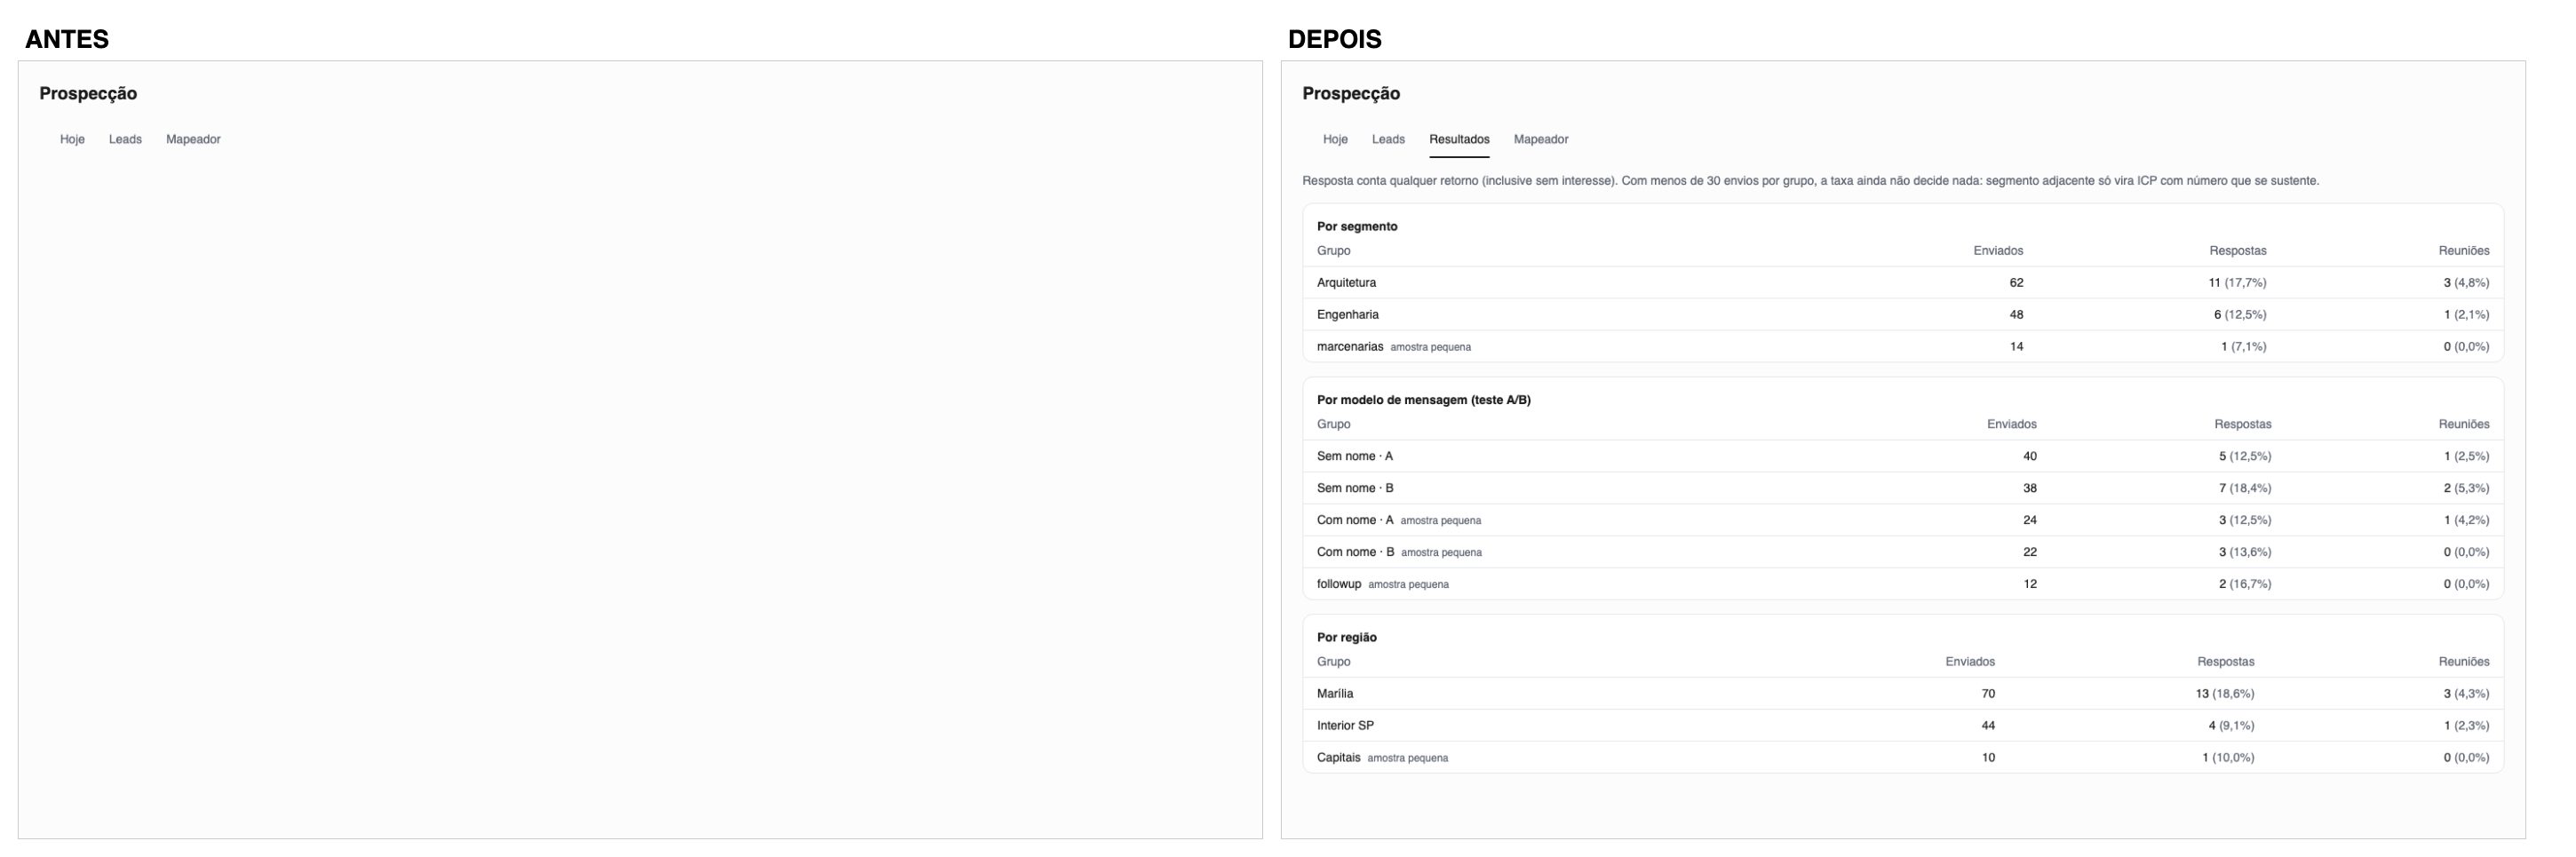 ANTES
Prospecção
Hoje Leads Mapeador
DEPOIS
Prospecção
Hoje Leads Resultados Mapeador
Resposta conta qualquer retorno (inclusive sem interesse). Com menos de 30 envios por grupo, a taxa ainda não decide nada: segmento adjacente só vira ICP com número que se sustente.
Por segmento
Grupo Enviados Respostas Reuniões
Arquitetura 62 11 (17,7%) 3 (4,8%)
Engenharia 48 6 (12,5%) 1 (2,1%)
marcenarias amostra pequena 14 1 (7,1%) 0 (0,0%)
Por modelo de mensagem (teste A/B)
Grupo Enviados Respostas Reuniões
Sem nome · A 40 5 (12,5%) 1 (2,5%)
Sem nome · B 38 7 (18,4%) 2 (5,3%)
Com nome · A amostra pequena 24 3 (12,5%) 1 (4,2%)
Com nome · B amostra pequena 22 3 (13,6%) 0 (0,0%)
followup amostra pequena 12 2 (16,7%) 0 (0,0%)
Por região
Grupo Enviados Respostas Reuniões
Marília 70 13 (18,6%) 3 (4,3%)
Interior SP 44 4 (9,1%) 1 (2,3%)
Capitais amostra pequena 10 1 (10,0%) 0 (0,0%)